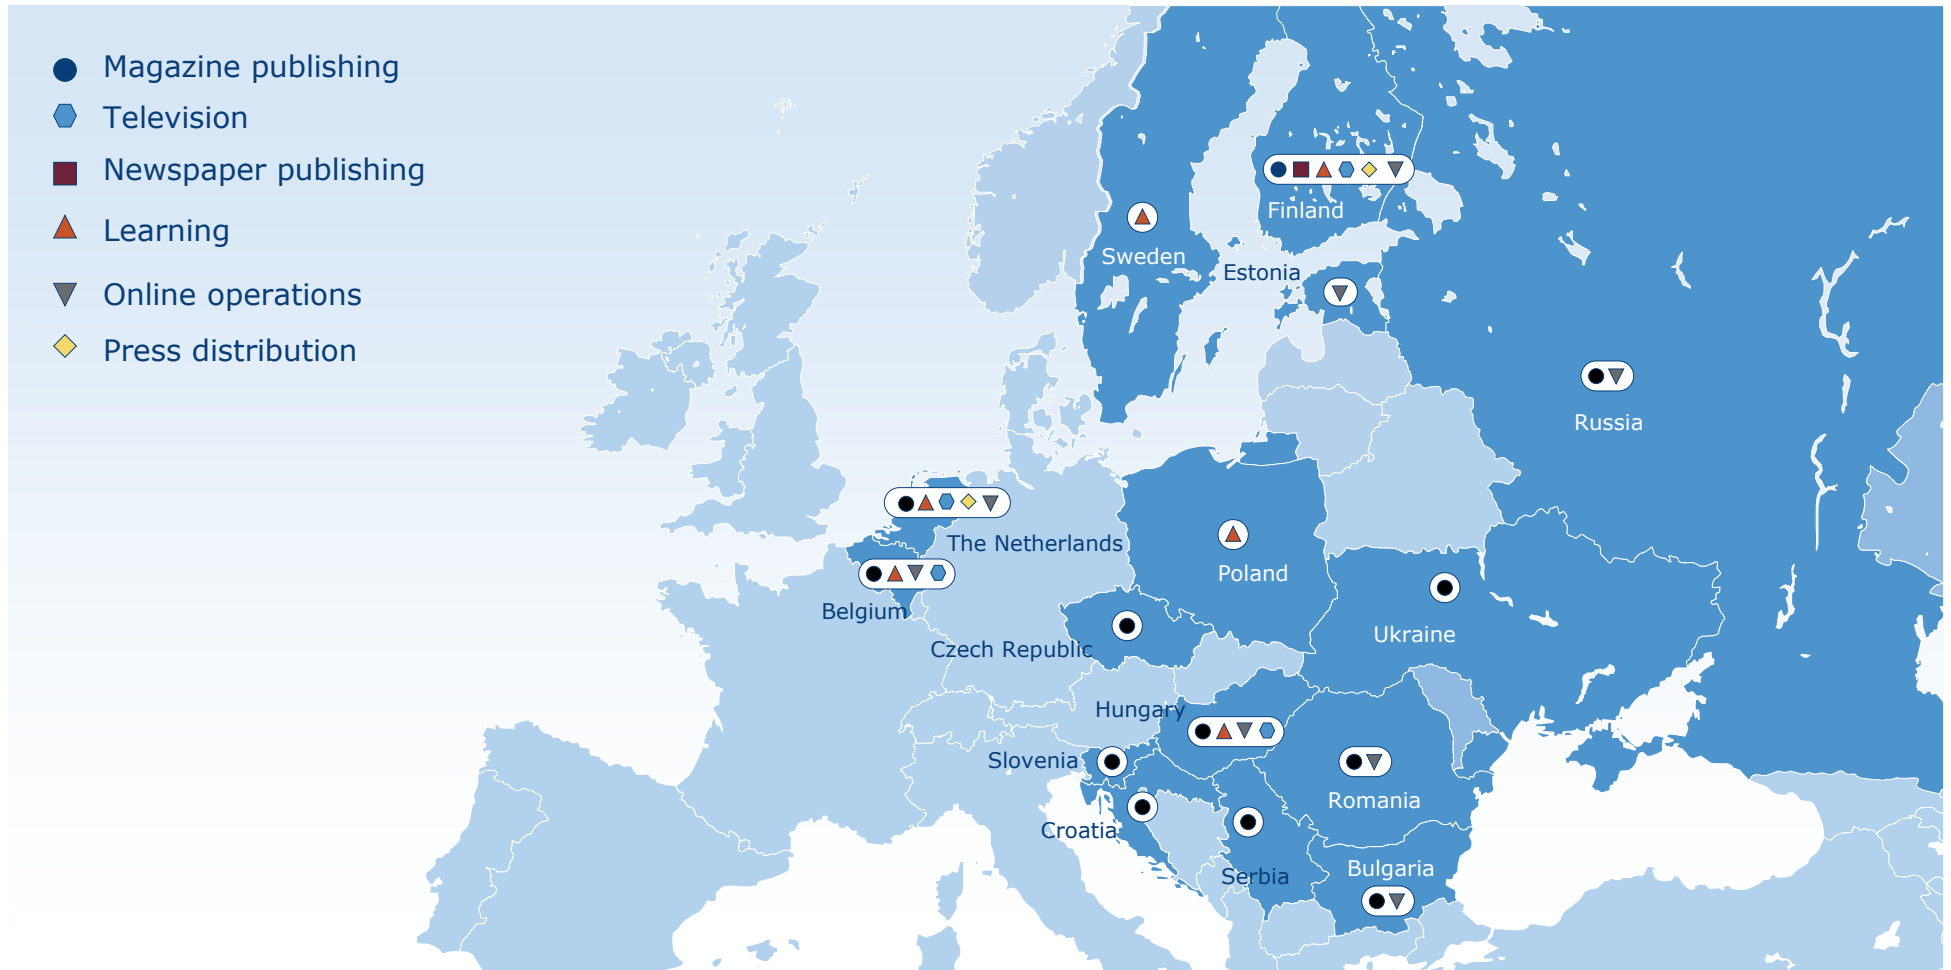 Magazine publishing
Television
Newspaper publishing
Learning
Online operations
Press distribution
Finland
Sweden
Estonia
Russia
The Netherlands
Poland
Belgium
Ukraine
Czech Republic
Hungary
Slovenia
Romania
Croatia
Bulgaria
Serbia